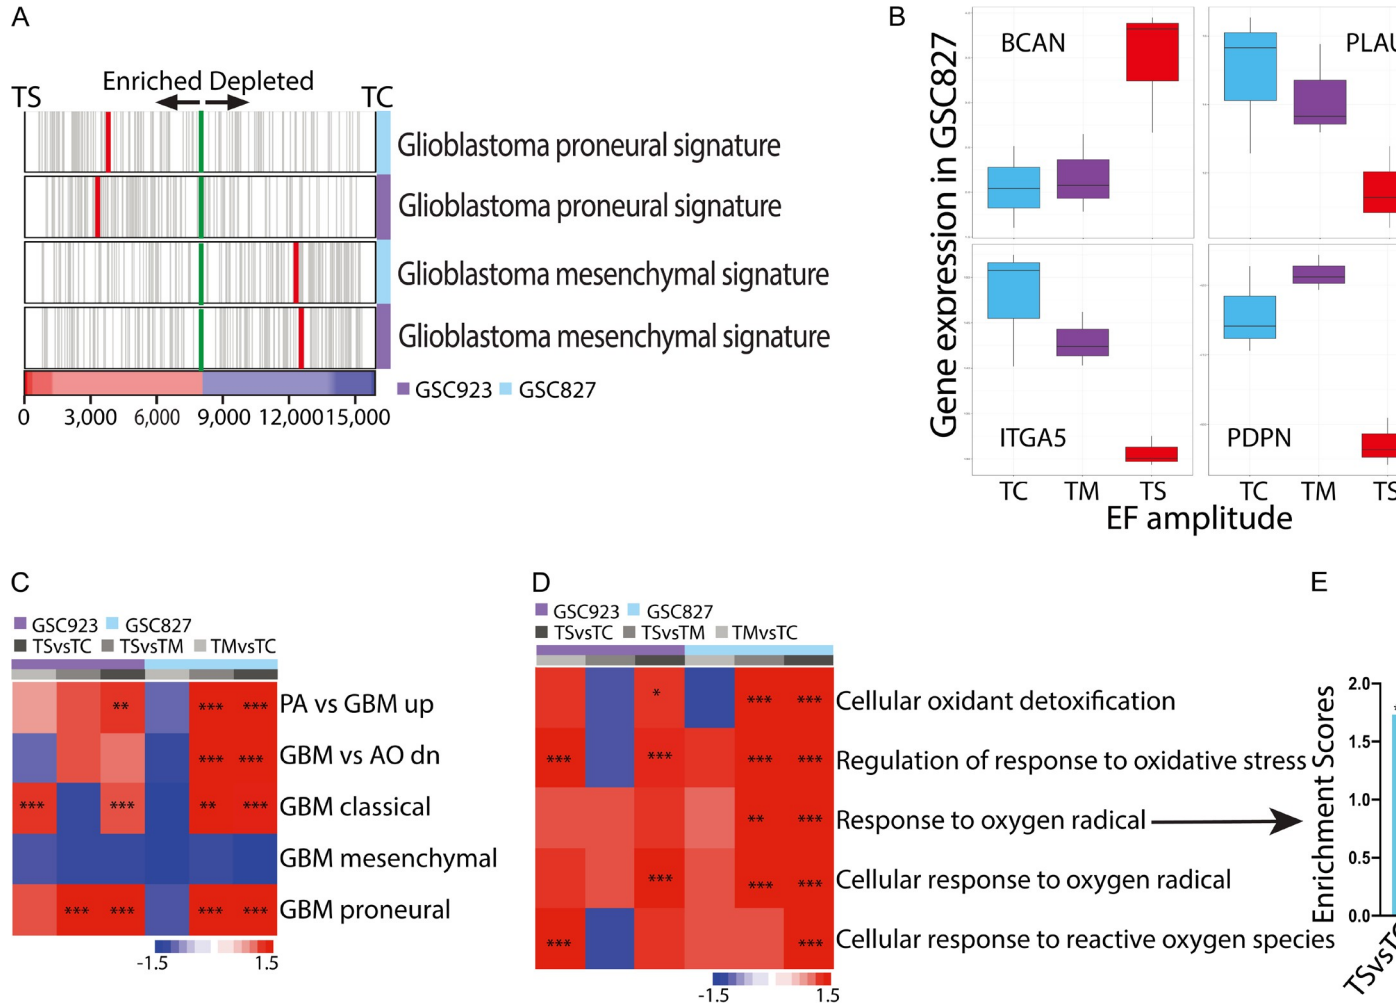 A
Enriched Depleted
TS
TC
Glioblastoma proneural signature
Glioblastoma proneural signature
Glioblastoma mesenchymal signature
Glioblastoma mesenchymal signature
GSC923 GSC827
0 3,000 6,000 9,000 12,000 15,000
B
Gene expression in GSC827
BCAN
PLAU
ITGA5
PDPN
TC TM TS TC TM TS
EF amplitude
C
GSC923 GSC827
TSvsTC TSvsTM TMvsTC
** *** *** PA vs GBM up
*** *** GBM vs AO dn
*** *** ** *** GBM classical
GBM mesenchymal
*** *** *** *** GBM proneural
-1.5 1.5
D
GSC923 GSC827
TSvsTC TSvsTM TMvsTC
* *** *** Cellular oxidant detoxification
*** *** *** *** Regulation of response to oxidative stress
** *** Response to oxygen radical
*** *** *** Cellular response to oxygen radical
*** *** Cellular response to reactive oxygen species
-1.5 1.5
E
Enrichment Scores
2.0
1.5
1.0
0.5
0.0
TSvsTC